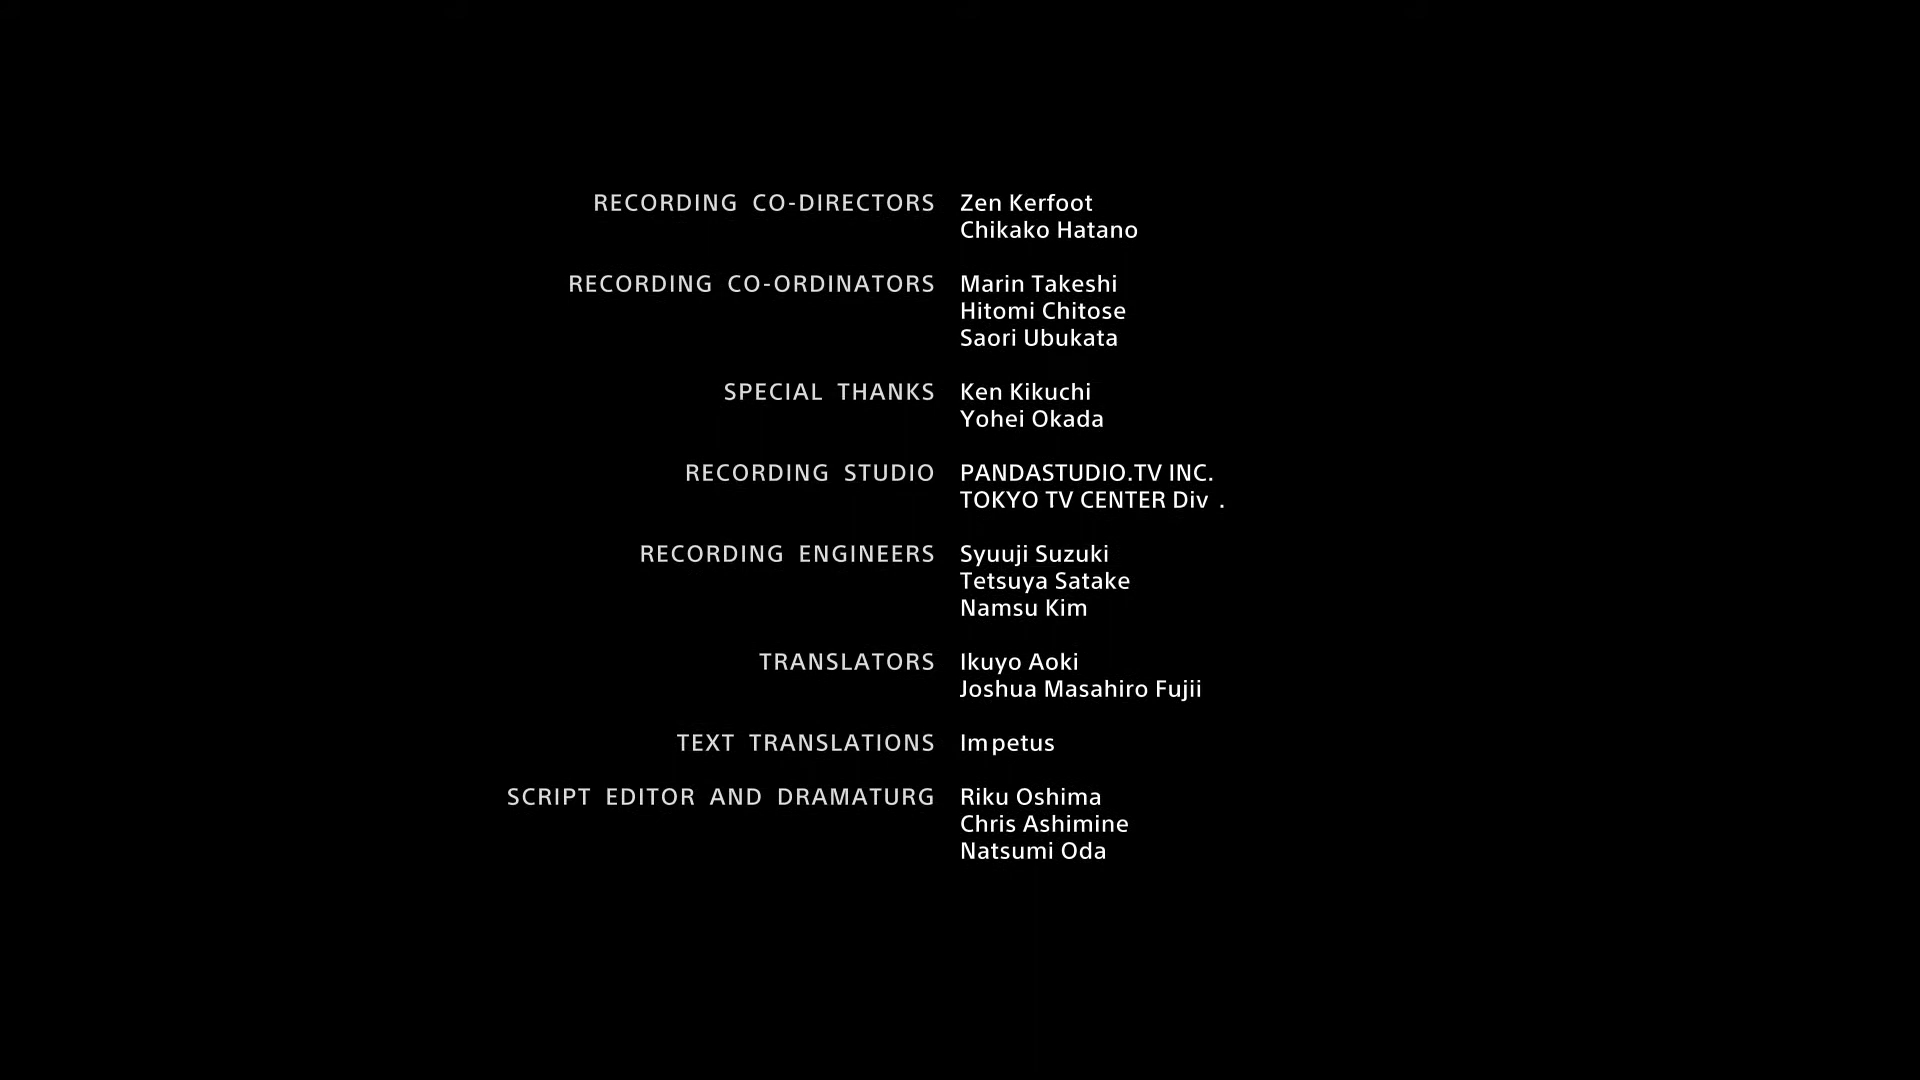 RECORDING CO-DIRECTORS Zen Kerfoot
Chikako Hatano
RECORDING CO-ORDINATORS Marin Takeshi
Hitomi Chitose
Saori Ubukata
SPECIAL THANKS Ken Kikuchi
Yohei Okada
RECORDING STUDIO PANDASTUDIO.TV INC.
TOKYO TV CENTER Div .
RECORDING ENGINEERS Syuuji Suzuki
Tetsuya Satake
Namsu Kim
TRANSLATORS Ikuyo Aoki
Joshua Masahiro Fujii
TEXT TRANSLATIONS Impetus
SCRIPT EDITOR AND DRAMATURG Riku Oshima
Chris Ashimine
Natsumi Oda